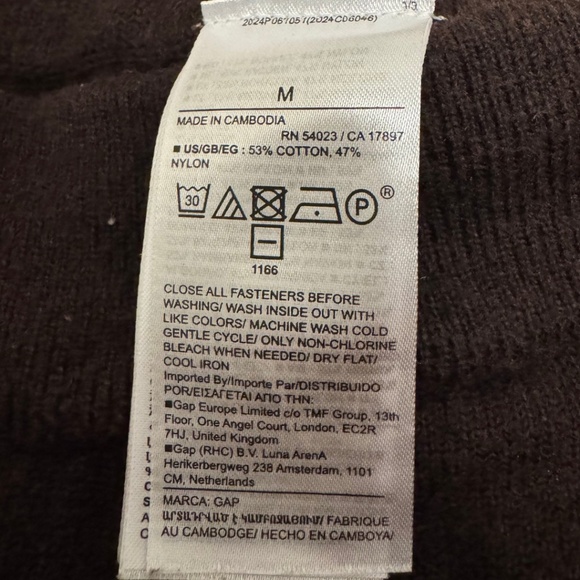 1/3
M
MADE IN CAMBODIA
RN 54023 / CA 17897
■ US/GB/EG : 53% COTTON, 47%
NYLON
30
P ®
1166
CLOSE ALL FASTENERS BEFORE
WASHING/ WASH INSIDE OUT WITH
LIKE COLORS/ MACHINE WASH COLD
GENTLE CYCLE/ ONLY NON-CHLORINE
BLEACH WHEN NEEDED/ DRY FLAT/
COOL IRON
Imported By/Importe Par/DISTRIBUIDO
POR/ΕΙΣΑΓΕΤΑΙ ΑΠΟ ΤΗΝ:
■Gap Europe Limited c/o TMF Group, 13th
Floor, One Angel Court, London, EC2R
7HJ, United Kingdom
■Gap (RHC) B.V. Luna ArenA
Herikerbergweg 238 Amsterdam, 1101
CM, Netherlands
MARCA: GAP
ԱՐՏԱԴՐՎԱԾ Է ԿԱՄԲՈՋԱՅՈՒՄ/ FABRIQUE
AU CAMBODGE/ HECHO EN CAMBOYA/